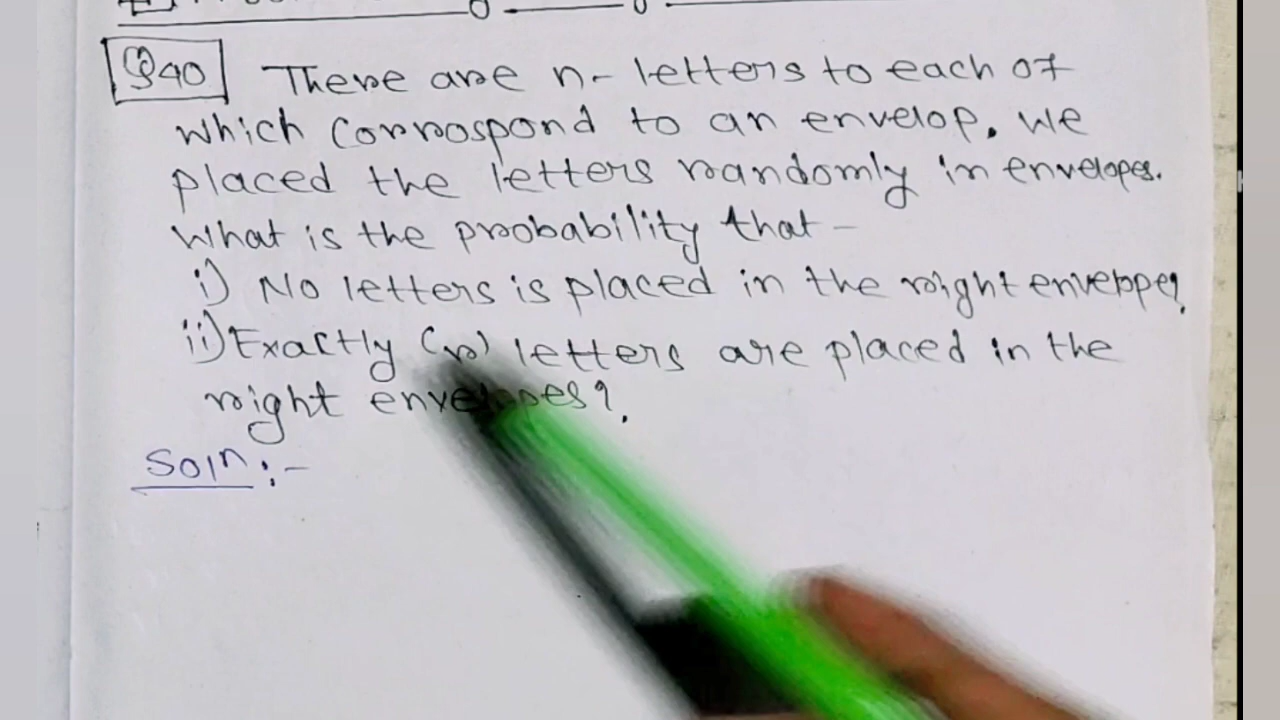 Q40 There are n- letters to each of
which correspond to an envelop. We
placed the letters randomly in envelopes.
What is the probability that -
i) No letters is placed in the right envelopes.
ii) Exactly (r) letters are placed in the
right envelopes?.
Soln :-